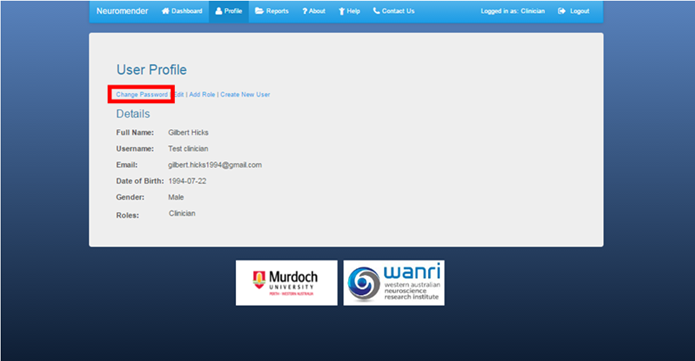 Neuromender Dashboard Profile Reports ? About Help Contact Us Logged in as: Clinician Logout
User Profile
Change Password | Edit | Add Role | Create New User
Details
Full Name: Gilbert Hicks
Username: Test clinician
Email: gilbert.hicks1994@gmail.com
Date of Birth: 1994-07-22
Gender: Male
Roles: Clinician
Murdoch
UNIVERSITY
PERTH - WESTERN AUSTRALIA
wanri
western australian
neuroscience
research institute